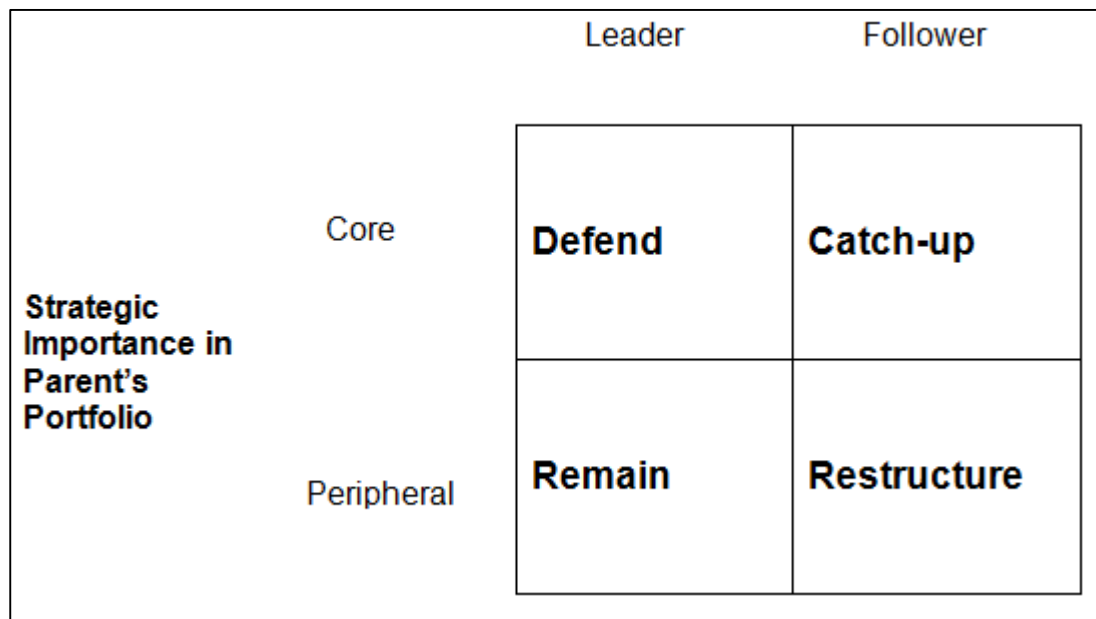 Leader Follower
Core
Defend Catch-up
Strategic
Importance in
Parent's
Portfolio
Remain Restructure
Peripheral